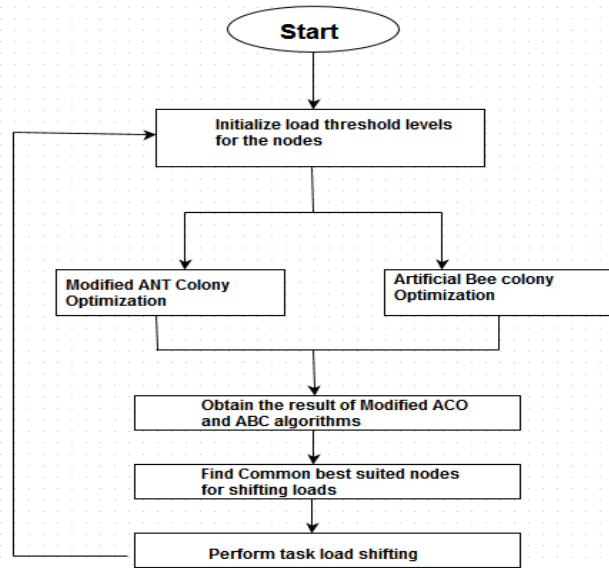 Start
Initialize load threshold levels
for the nodes
Modified ANT Colony
Optimization
Artificial Bee colony
Optimization
Obtain the result of Modified ACO
and ABC algorithms
Find Common best suited nodes
for shifting loads
Perform task load shifting